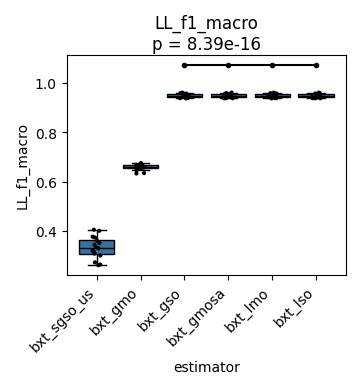 LL_f1_macro
p = 8.39e-16
LL_f1_macro
1.0
0.8
0.6
0.4
bxt_sgso_us
bxt_gmo
bxt_gso
bxt_gmosa
bxt_lmo
bxt_lso
estimator